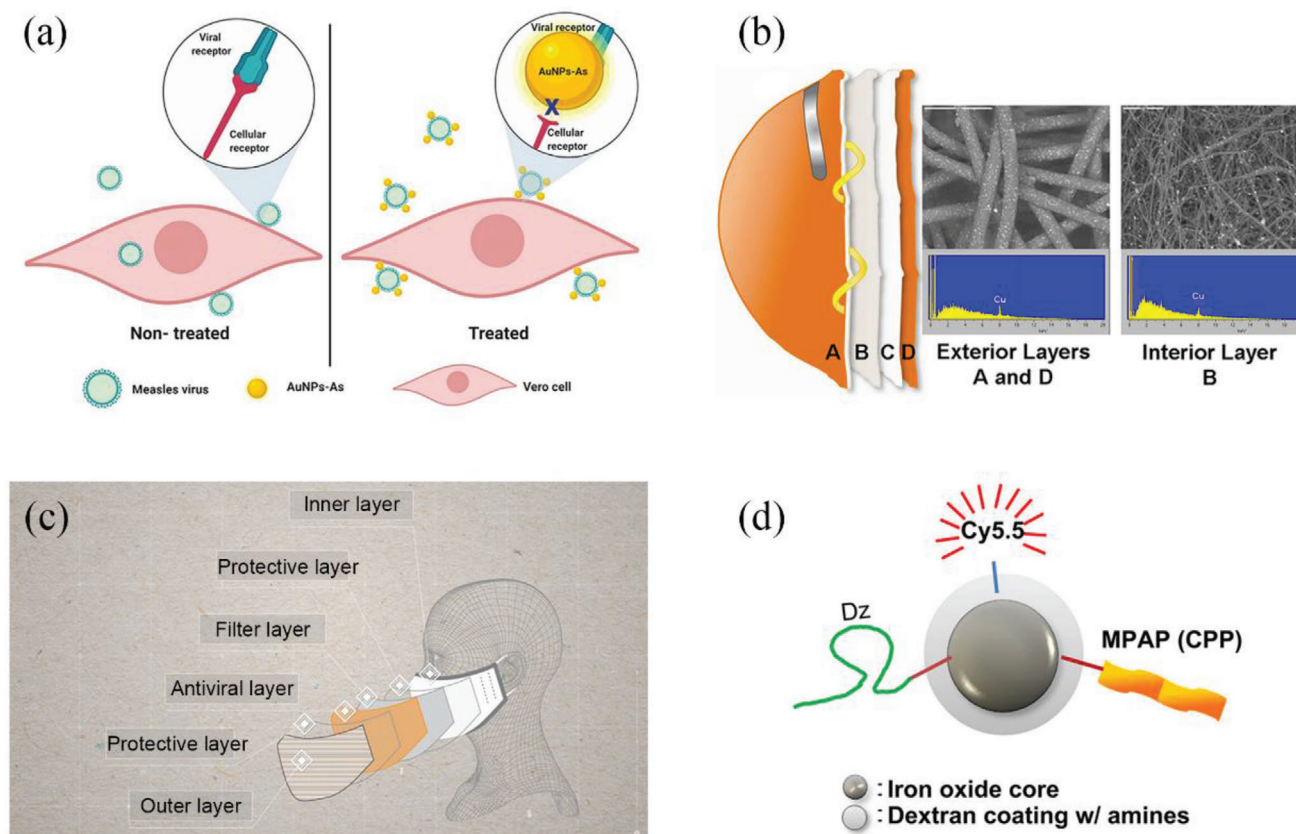 (a)
Viral
receptor
Cellular
receptor
Viral receptor
AuNPs-As
X
Cellular
receptor
Non- treated
Treated
Measles virus
AuNPs-As
Vero cell
(b)
A
B
C
D
Cu
Cu
Exterior Layers
A and D
Interior Layer
B
(c)
Inner layer
Protective layer
Filter layer
Antiviral layer
Protective layer
Outer layer
(d)
Cy5.5
Dz
MPAP (CPP)
: Iron oxide core
: Dextran coating w/ amines